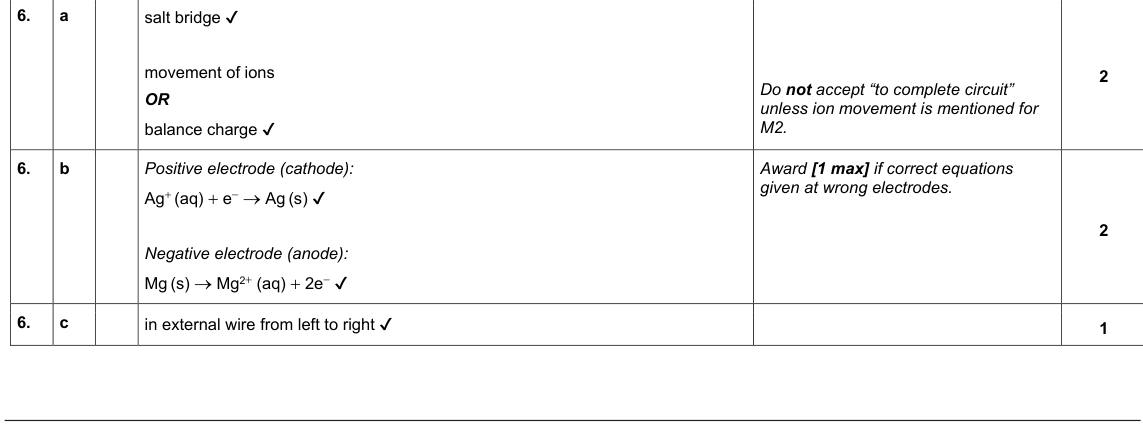 6. a salt bridge ✓
movement of ions
OR
balance charge ✓
Do not accept “to complete circuit”
unless ion movement is mentioned for
M2.
2
6. b Positive electrode (cathode):
Ag⁺ (aq) + e⁻ → Ag (s) ✓
Negative electrode (anode):
Mg (s) → Mg²⁺ (aq) + 2e⁻ ✓
Award [1 max] if correct equations
given at wrong electrodes.
2
6. c in external wire from left to right ✓
1